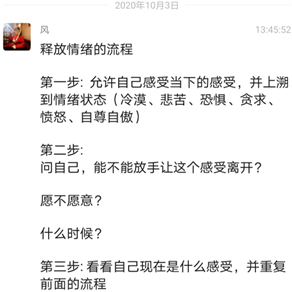 2020年10月3日
风
13:45:52
释放情绪的流程
第一步: 允许自己感受当下的感受，并上溯
到情绪状态（冷漠、悲苦、恐惧、贪求、
愤怒、自尊自傲）
第二步:
问自己，能不能放手让这个感受离开？
愿不愿意？
什么时候？
第三步: 看看自己现在是什么感受，并重复
前面的流程